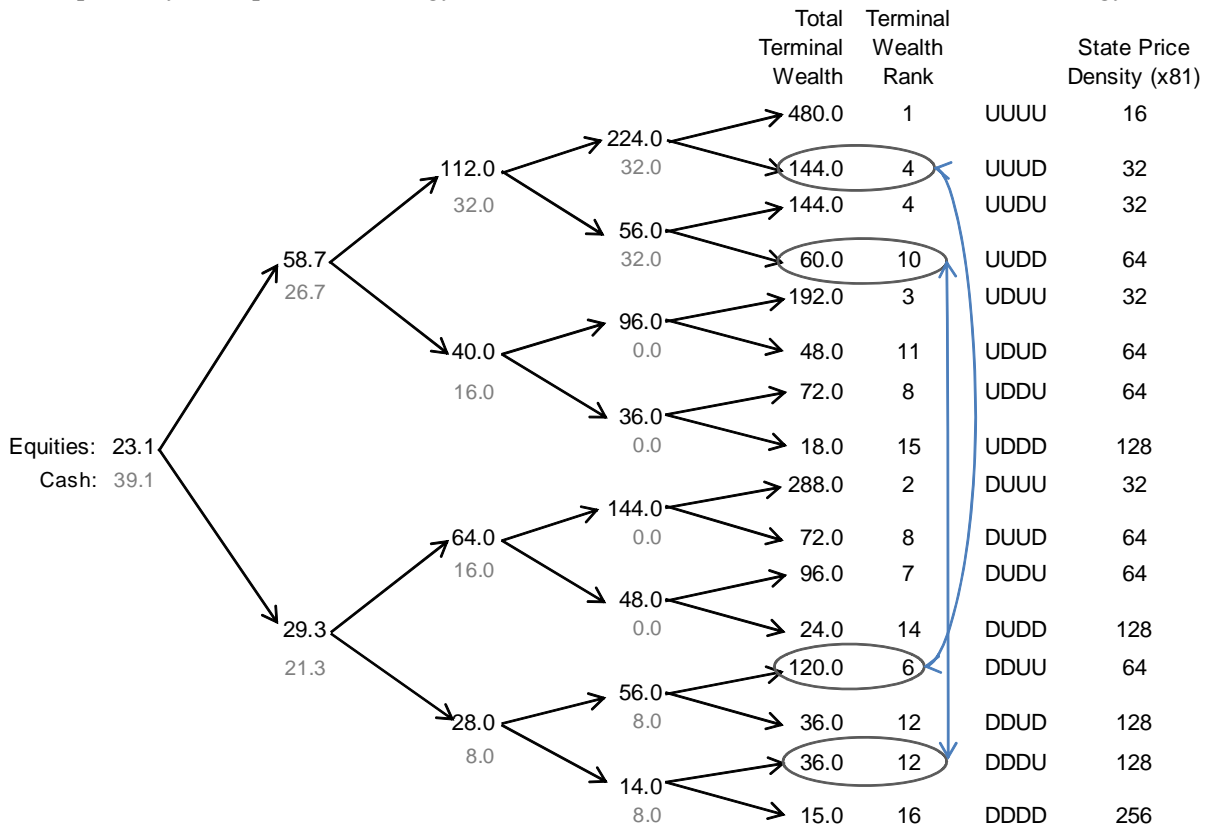 Total Terminal
Terminal Wealth State Price
Wealth Rank Density (x81)
480.0 1 UUUU 16
224.0
32.0
144.0 4 UUUD 32
112.0
32.0
144.0 4 UUDU 32
56.0
32.0
60.0 10 UUDD 64
58.7
26.7
192.0 3 UDUU 32
96.0
0.0
48.0 11 UDUD 64
40.0
16.0
72.0 8 UDDU 64
36.0
0.0
18.0 15 UDDD 128
Equities: 23.1
Cash: 39.1
288.0 2 DUUU 32
144.0
0.0
72.0 8 DUUD 64
64.0
16.0
96.0 7 DUDU 64
48.0
0.0
24.0 14 DUDD 128
29.3
21.3
120.0 6 DDUU 64
56.0
8.0
36.0 12 DDUD 128
28.0
8.0
36.0 12 DDDU 128
14.0
8.0
15.0 16 DDDD 256